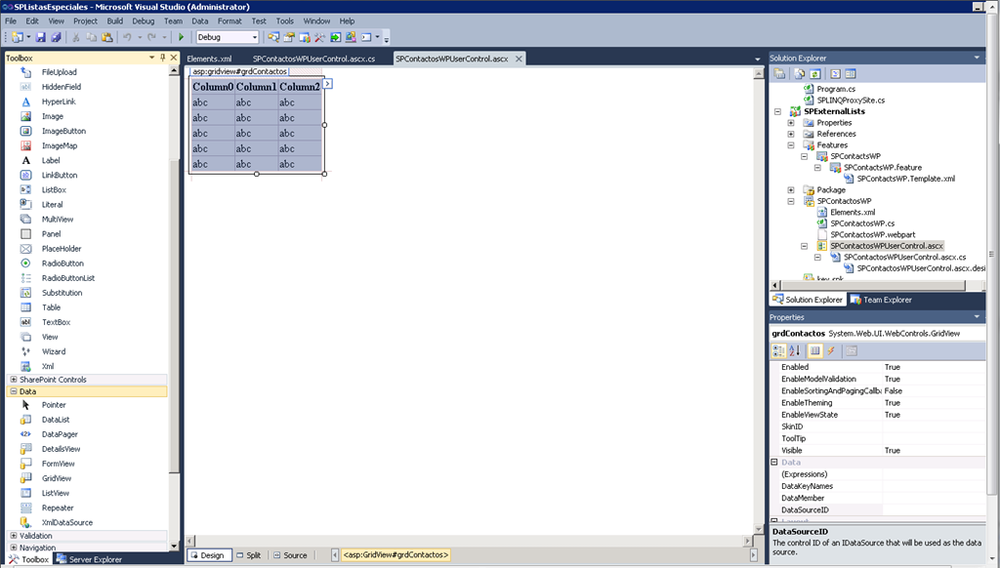 SPListasEspeciales - Microsoft Visual Studio (Administrator)
File Edit View Project Build Debug Team Data Format Test Tools Window Help
Debug
Toolbox
FileUpload
HiddenField
HyperLink
Image
ImageButton
ImageMap
Label
LinkButton
ListBox
Literal
MultiView
Panel
PlaceHolder
RadioButton
RadioButtonList
Substitution
Table
TextBox
View
Wizard
Xml
SharePoint Controls
Data
Pointer
DataList
DataPager
DetailsView
FormView
GridView
ListView
Repeater
XmlDataSource
Validation
Navigation
Toolbox Server Explorer
Elements.xml SPContactosWPUserControl.ascx.cs SPContactosWPUserControl.ascx
asp:gridview#grdContactos
Column0 Column1 Column2
abc abc abc
abc abc abc
abc abc abc
abc abc abc
abc abc abc
Design Split Source <asp:GridView#grdContactos>
Solution Explorer
Program.cs
SPLINQProxySite.cs
SPExternalLists
Properties
References
Features
SPContactsWP
SPContactsWP.feature
SPContactsWP.Template.xml
Package
SPContactosWP
Elements.xml
SPContactosWP.cs
SPContactosWP.webpart
SPContactosWPUserControl.ascx
SPContactosWPUserControl.ascx.cs
SPContactosWPUserControl.ascx.desi
key.snk
Solution Explorer Team Explorer
Properties
grdContactos System.Web.UI.WebControls.GridView
Enabled True
EnableModelValidation True
EnableSortingAndPagingCallba False
EnableTheming True
EnableViewState True
SkinID
ToolTip
Visible True
Data
(Expressions)
DataKeyNames
DataMember
DataSourceID
Layout
DataSourceID
The control ID of an IDataSource that will be used as the data
source.